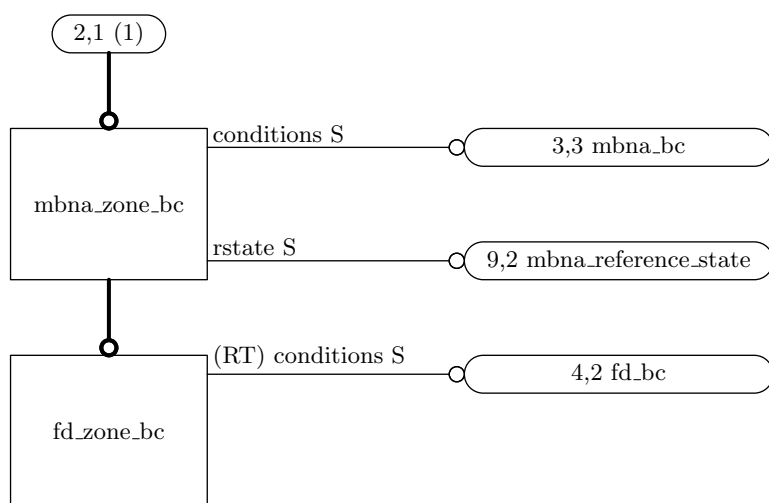 2,1 (1)
conditions S
3,3 mbna_bc
mbna_zone_bc
rstate S
9,2 mbna_reference_state
(RT) conditions S
4,2 fd_bc
fd_zone_bc